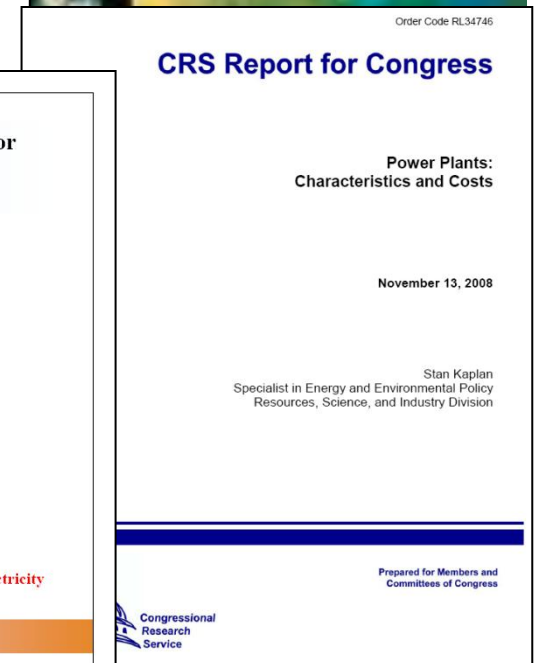 Order Code RL34746
CRS Report for Congress
Power Plants:
Characteristics and Costs
November 13, 2008
Stan Kaplan
Specialist in Energy and Environmental Policy
Resources, Science, and Industry Division
Prepared for Members and
Committees of Congress
Congressional
Research
Service